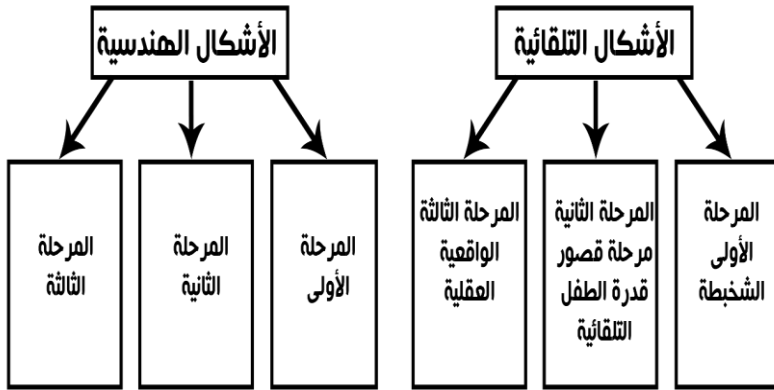 الأشكال التلقائية
المرحلة
الأولى
الشخبطة
المرحلة الثانية
مرحلة قصور
قدرة الطفل
التلقائية
المرحلة الثالثة
الواقعية
العقلية
الأشكال الهندسية
المرحلة
الأولى
المرحلة
الثانية
المرحلة
الثالثة